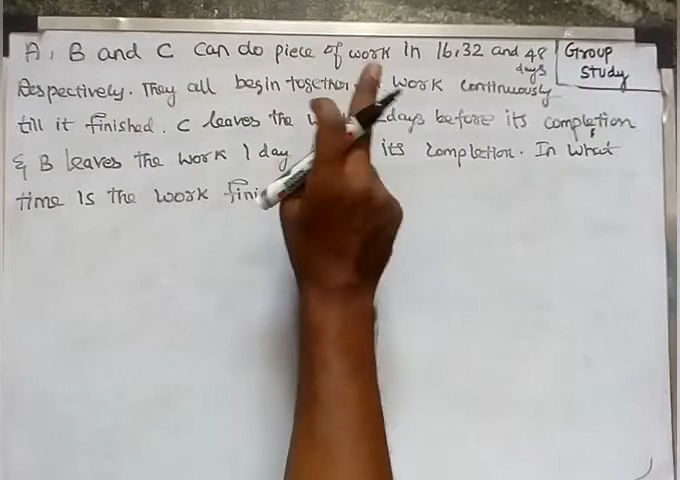 A, B and C can do piece of work in 16,32 and 48 days
Respectively. They all begin together work continuously
till it finished. C leaves the days before its completion
& B leaves the work 1 day its completion. In what
time is the work
Group
Study